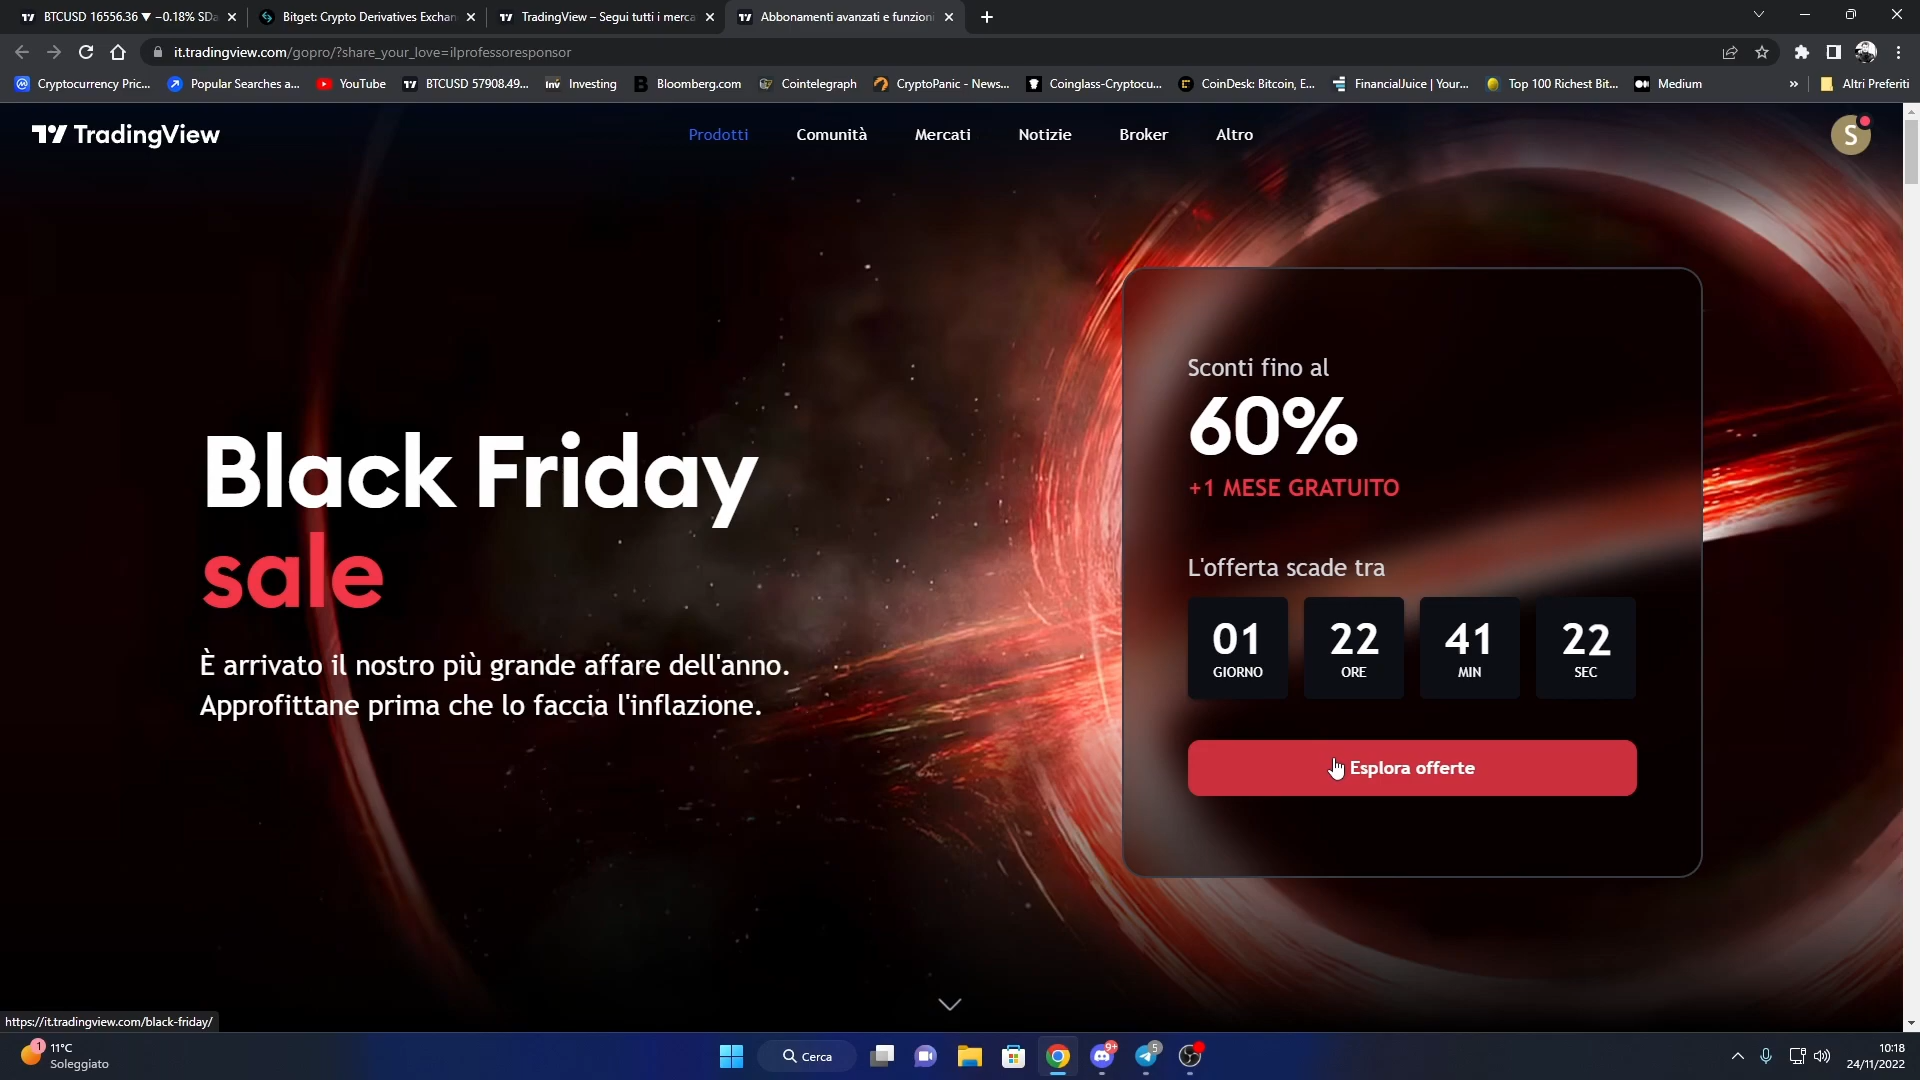 BTCUSD 16556.36 ▼ −0.18% SDa
Bitget: Crypto Derivatives Exchan
TradingView – Segui tutti i merca
Abbonamenti avanzati e funzioni
it.tradingview.com/gopro/?share_your_love=ilprofessoresponsor
Cryptocurrency Pric...
Popular Searches a...
YouTube
BTCUSD 57908.49...
Investing
Bloomberg.com
Cointelegraph
CryptoPanic - News...
Coinglass-Cryptocu...
CoinDesk: Bitcoin, E...
FinancialJuice | Your...
Top 100 Richest Bit...
Medium
»
Altri Preferiti
TradingView
Prodotti
Comunità
Mercati
Notizie
Broker
Altro
S
Black Friday
sale
È arrivato il nostro più grande affare dell'anno.
Approfittane prima che lo faccia l'inflazione.
Sconti fino al
60%
+1 MESE GRATUITO
L'offerta scade tra
01 22 41 22
GIORNO ORE MIN SEC
Esplora offerte
https://it.tradingview.com/black-friday/
1
11°C
Soleggiato
Cerca
9+
5
10:18
24/11/2022